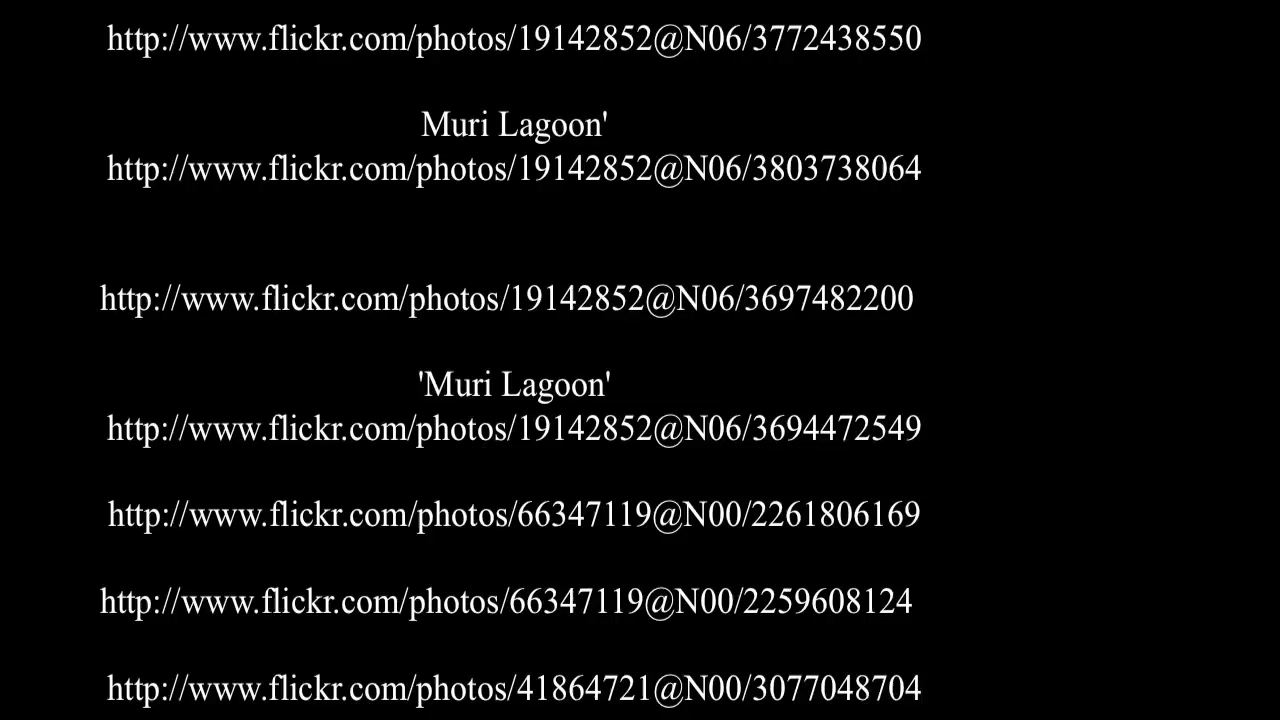 http://www.flickr.com/photos/19142852@N06/3772438550
Muri Lagoon'
http://www.flickr.com/photos/19142852@N06/3803738064
http://www.flickr.com/photos/19142852@N06/3697482200
'Muri Lagoon'
http://www.flickr.com/photos/19142852@N06/3694472549
http://www.flickr.com/photos/66347119@N00/2261806169
http://www.flickr.com/photos/66347119@N00/2259608124
http://www.flickr.com/photos/41864721@N00/3077048704